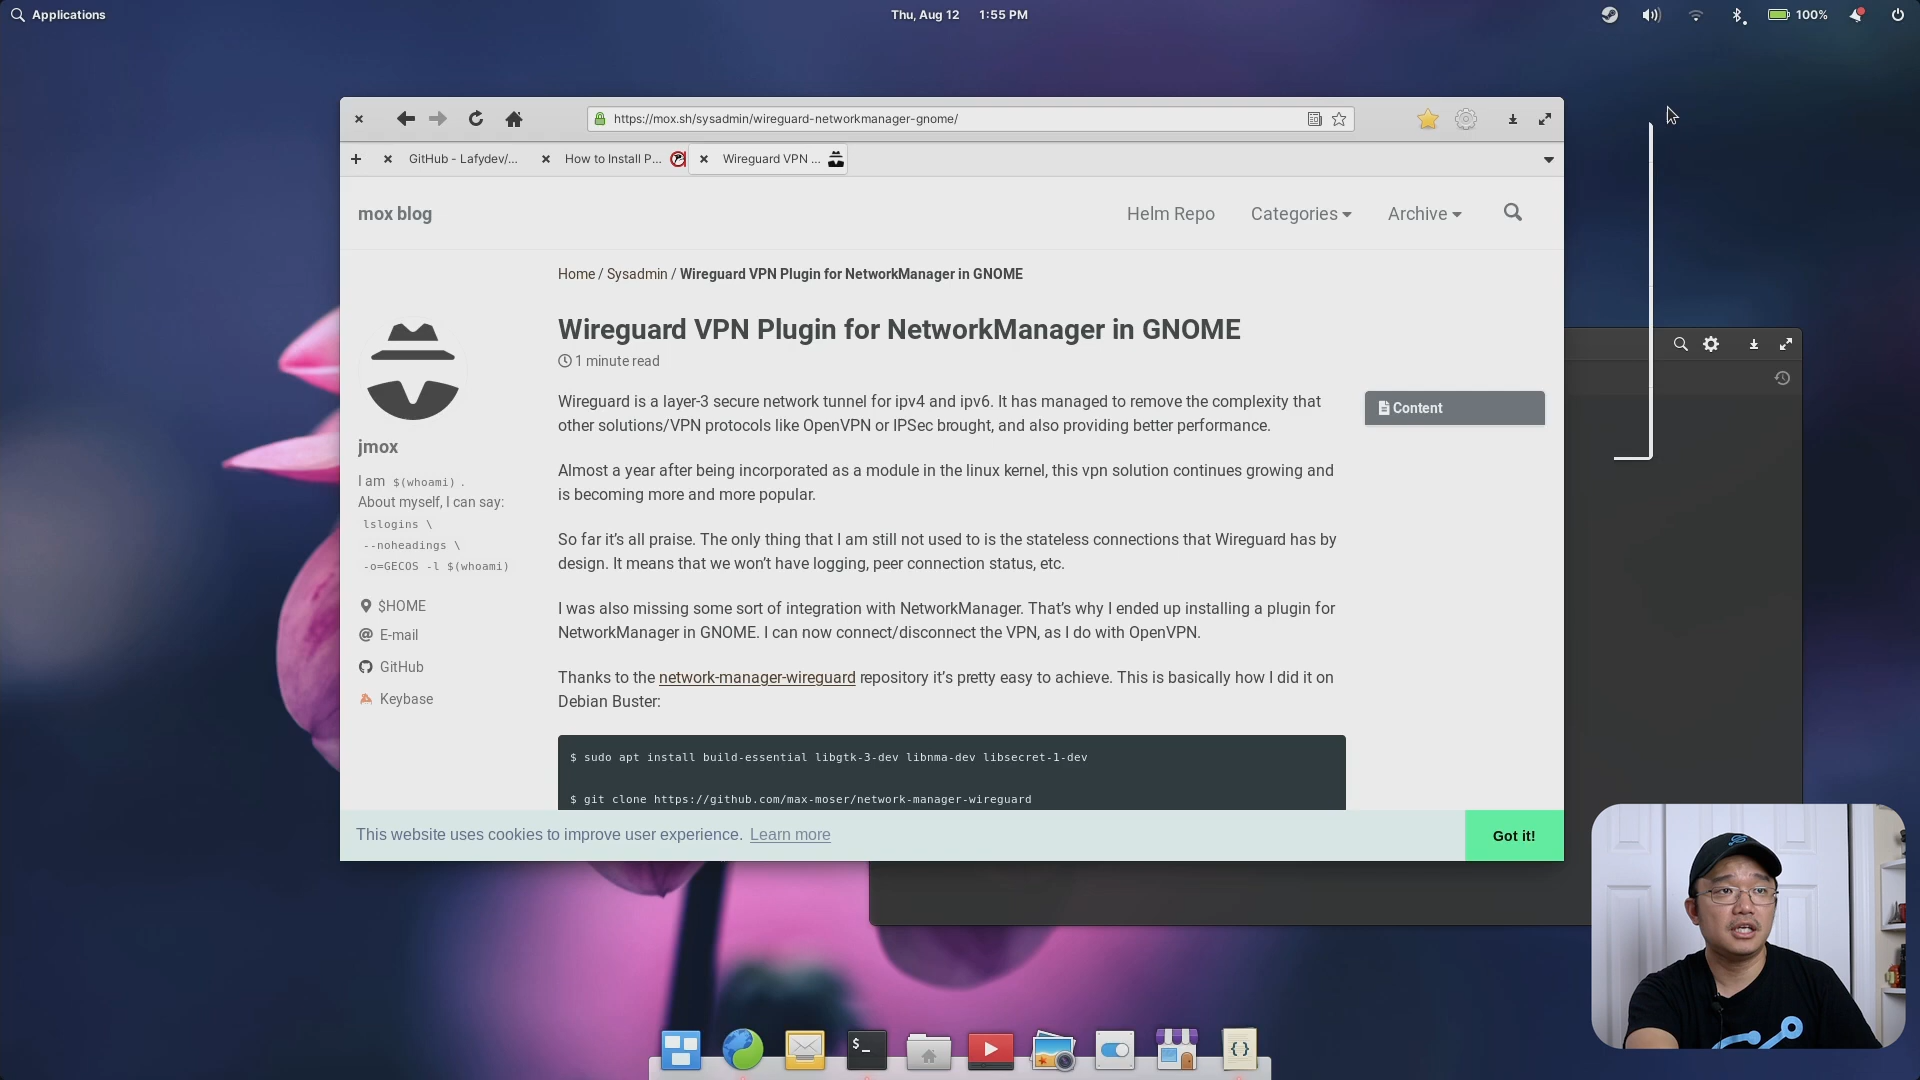 Applications
Thu, Aug 12 1:55 PM
100%
https://mox.sh/sysadmin/wireguard-networkmanager-gnome/
GitHub - Lafydev/...
How to Install P...
Wireguard VPN ...
mox blog
Helm Repo
Categories
Archive
Home / Sysadmin / Wireguard VPN Plugin for NetworkManager in GNOME
jmox
I am $(whoami) .
About myself, I can say:
lslogins \
--noheadings \
-o=GECOS -l $(whoami)
$HOME
E-mail
GitHub
Keybase
Wireguard VPN Plugin for NetworkManager in GNOME
1 minute read
Wireguard is a layer-3 secure network tunnel for ipv4 and ipv6. It has managed to remove the complexity that
other solutions/VPN protocols like OpenVPN or IPSec brought, and also providing better performance.
Almost a year after being incorporated as a module in the linux kernel, this vpn solution continues growing and
is becoming more and more popular.
So far it’s all praise. The only thing that I am still not used to is the stateless connections that Wireguard has by
design. It means that we won’t have logging, peer connection status, etc.
I was also missing some sort of integration with NetworkManager. That’s why I ended up installing a plugin for
NetworkManager in GNOME. I can now connect/disconnect the VPN, as I do with OpenVPN.
Thanks to the network-manager-wireguard repository it’s pretty easy to achieve. This is basically how I did it on
Debian Buster:
$ sudo apt install build-essential libgtk-3-dev libnma-dev libsecret-1-dev
$ git clone https://github.com/max-moser/network-manager-wireguard
Content
This website uses cookies to improve user experience. Learn more
Got it!